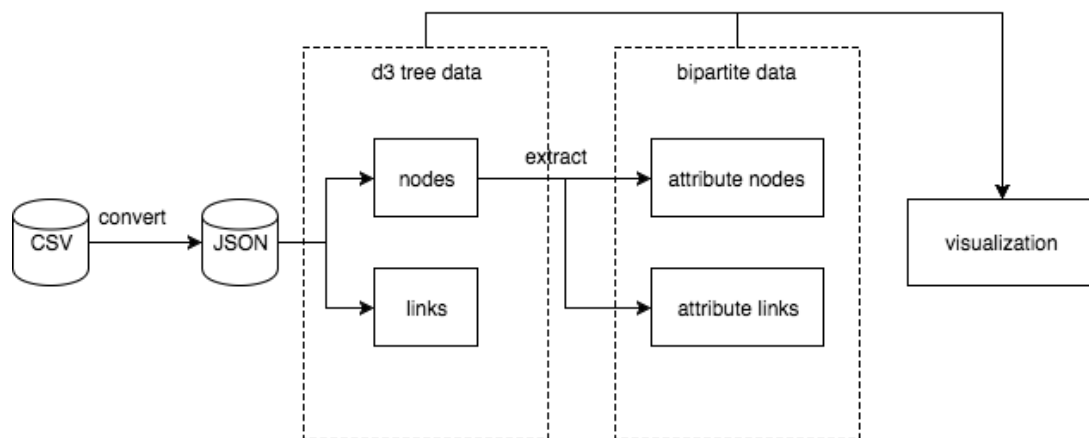 d3 tree data
bipartite data
nodes
extract
attribute nodes
CSV
convert
JSON
visualization
links
attribute links